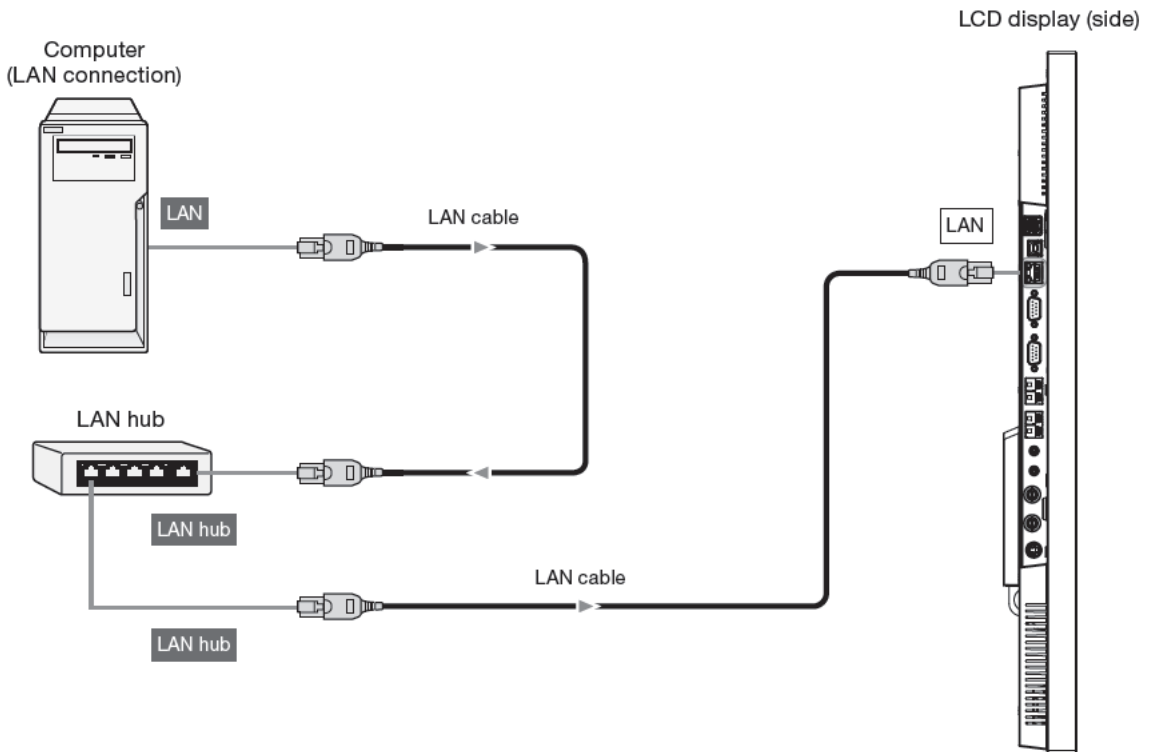 LCD display (side)
Computer
(LAN connection)
LAN
LAN cable
LAN
LAN hub
LAN hub
LAN cable
LAN hub